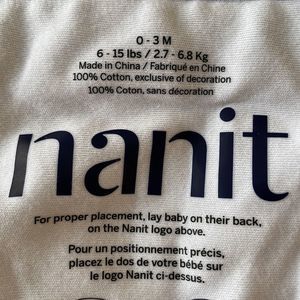 0 - 3 M
6 - 15 lbs / 2.7 - 6.8 Kg
Made in China / Fabriqué en Chine
100% Cotton, exclusive of decoration
100% Coton, sans décoration
nanit
For proper placement, lay baby on their back,
on the Nanit logo above.
Pour un positionnement précis,
placez le dos de votre bébé sur
le logo Nanit ci-dessus.